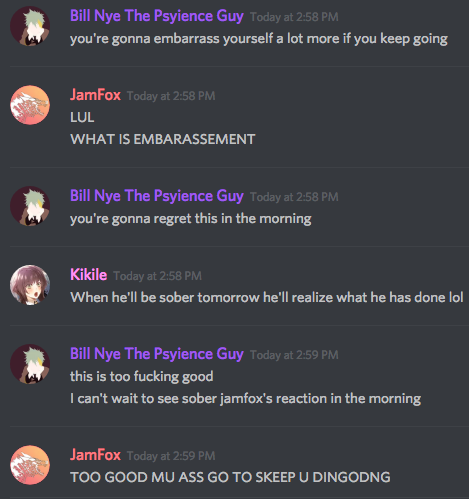 Bill Nye The Psyience Guy Today at 2:58 PM
you're gonna embarrass yourself a lot more if you keep going
JamFox Today at 2:58 PM
LUL
WHAT IS EMBARASSEMENT
Bill Nye The Psyience Guy Today at 2:58 PM
you're gonna regret this in the morning
Kikile Today at 2:58 PM
When he'll be sober tomorrow he'll realize what he has done lol
Bill Nye The Psyience Guy Today at 2:59 PM
this is too fucking good
I can't wait to see sober jamfox's reaction in the morning
JamFox Today at 2:59 PM
TOO GOOD MU ASS GO TO SKEEP U DINGODNG